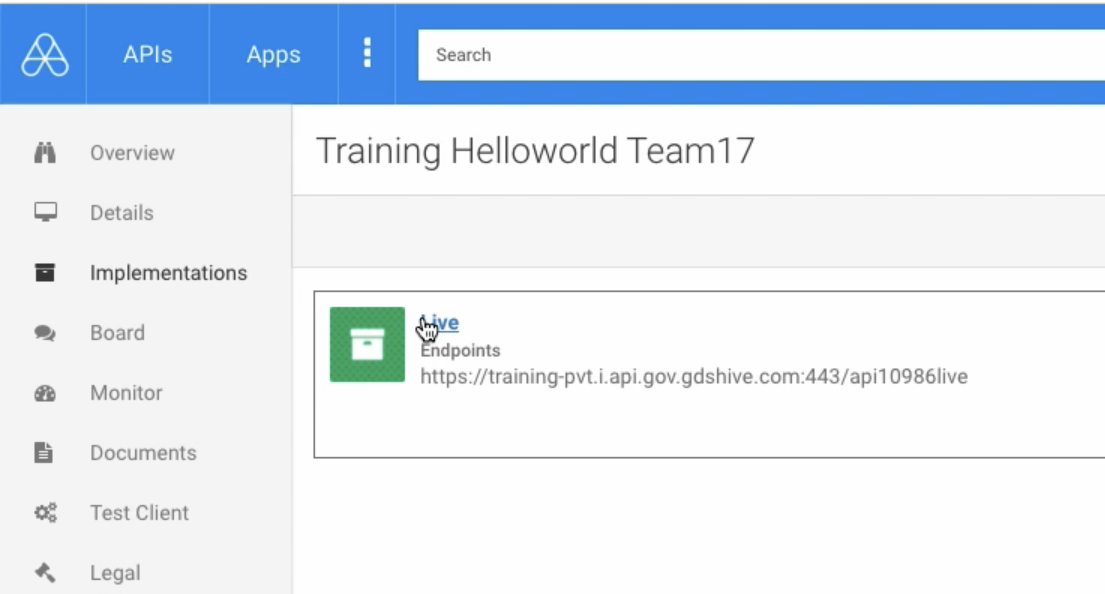 APIs
Apps
Search
Overview
Details
Implementations
Board
Monitor
Documents
Test Client
Legal
Training Helloworld Team17
Live
Endpoints
https://training-pvt.i.api.gov.gdshive.com:443/api10986live